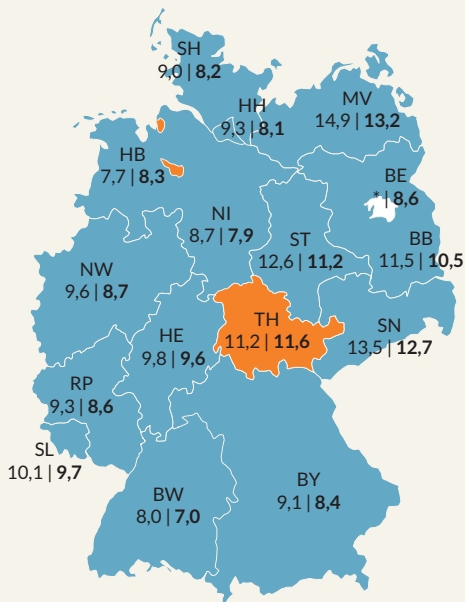 SH
9,0 | 8,2
HH
9,3 | 8,1
MV
14,9 | 13,2
HB
7,7 | 8,3
BE
* | 8,6
NI
8,7 | 7,9
ST
12,6 | 11,2
BB
11,5 | 10,5
NW
9,6 | 8,7
TH
11,2 | 11,6
HE
9,8 | 9,6
SN
13,5 | 12,7
RP
9,3 | 8,6
SL
10,1 | 9,7
BW
8,0 | 7,0
BY
9,1 | 8,4